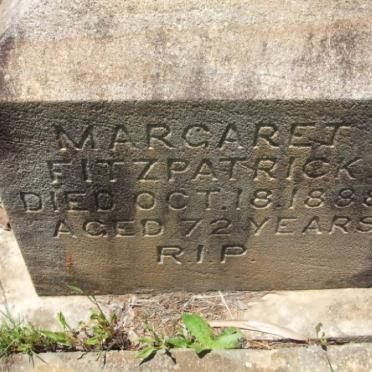 MARGARET
FITZPATRICK
DIED OCT. 18. 1888
AGED 72 YEARS
R.I.P.